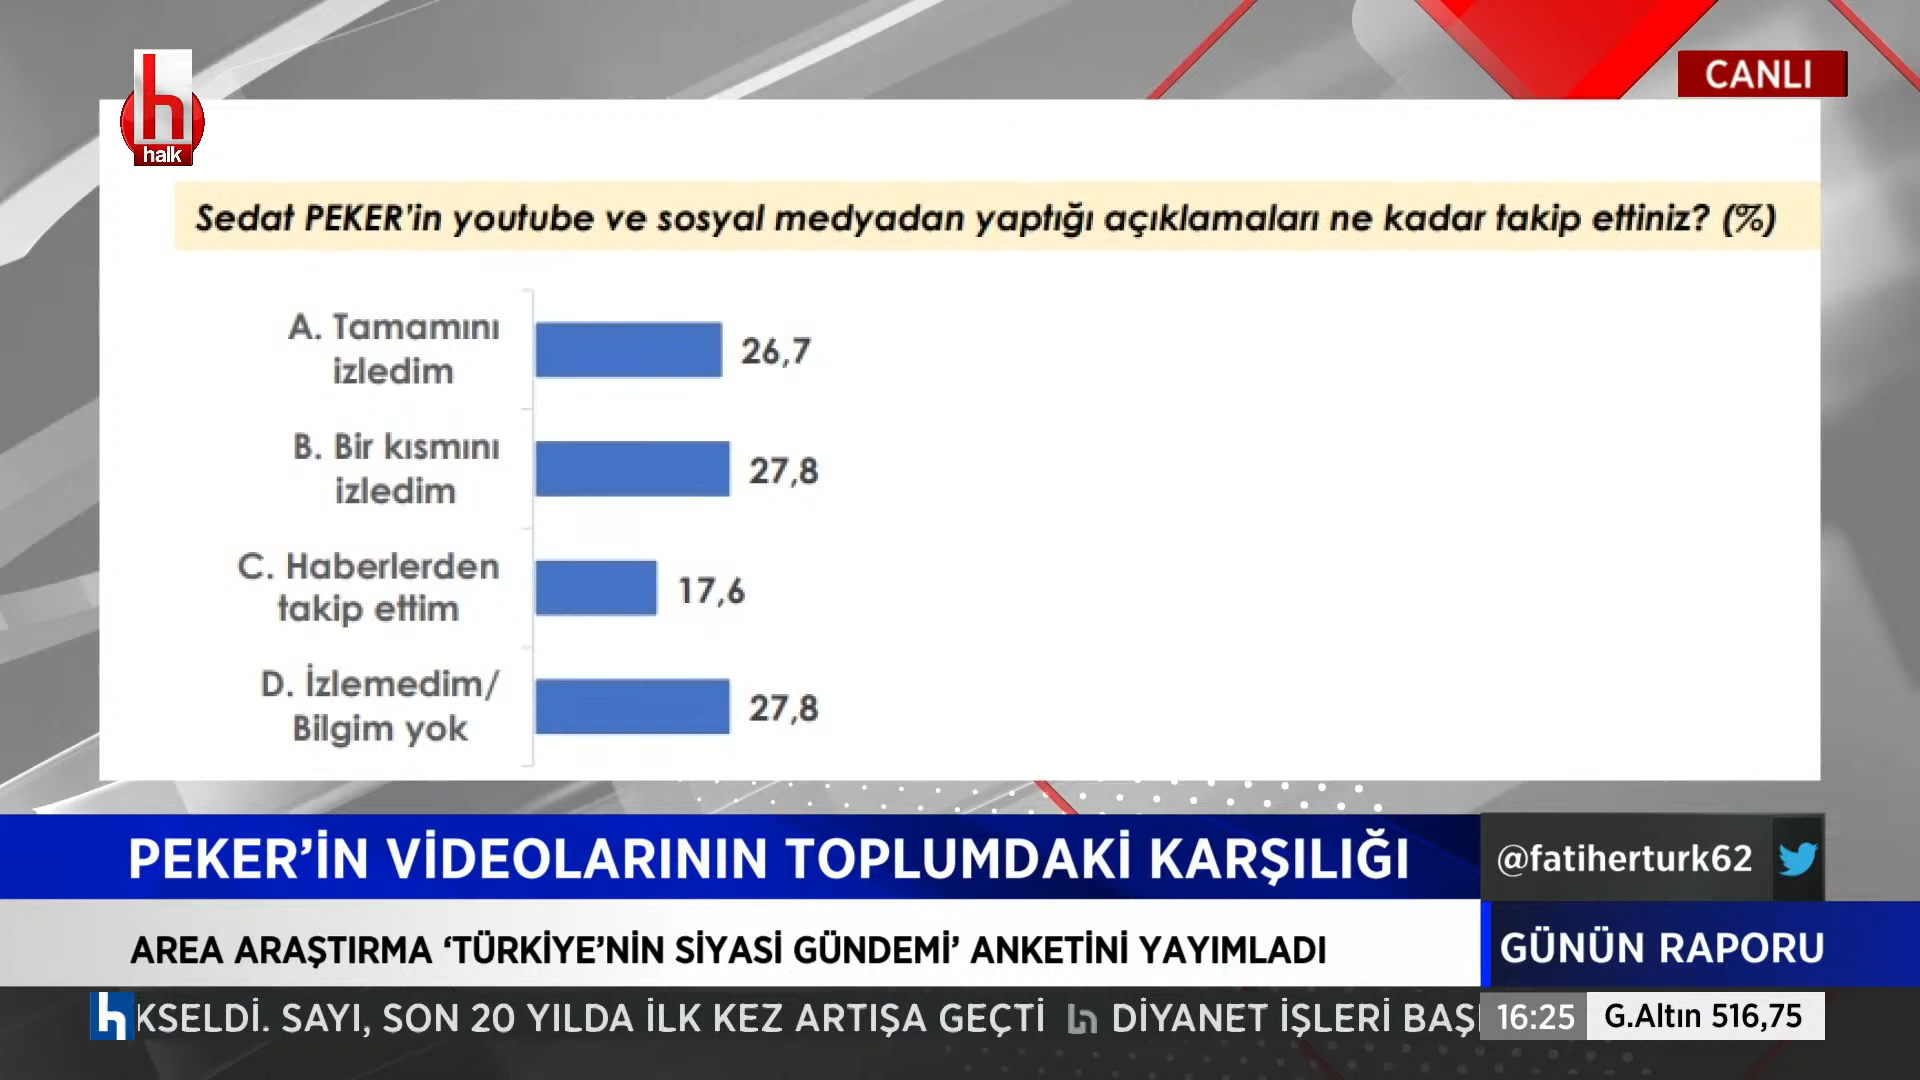 h
halk
CANLI
Sedat PEKER'in youtube ve sosyal medyadan yaptığı açıklamaları ne kadar takip ettiniz? (%)
A. Tamamını
izledim
26,7
B. Bir kısmını
izledim
27,8
C. Haberlerden
takip ettim
17,6
D. İzlemedim/
Bilgim yok
27,8
PEKER'İN VİDEOLARININ TOPLUMDAKİ KARŞILIĞI
@fatiherturk62
AREA ARAŞTIRMA ‘TÜRKİYE’NİN SİYASİ GÜNDEMİ’ ANKETİNİ YAYIMLADI
GÜNÜN RAPORU
h KSELDİ. SAYI, SON 20 YILDA İLK KEZ ARTIŞA GEÇTİ h DİYANET İŞLERİ BAŞ
16:25
G.Altın 516,75